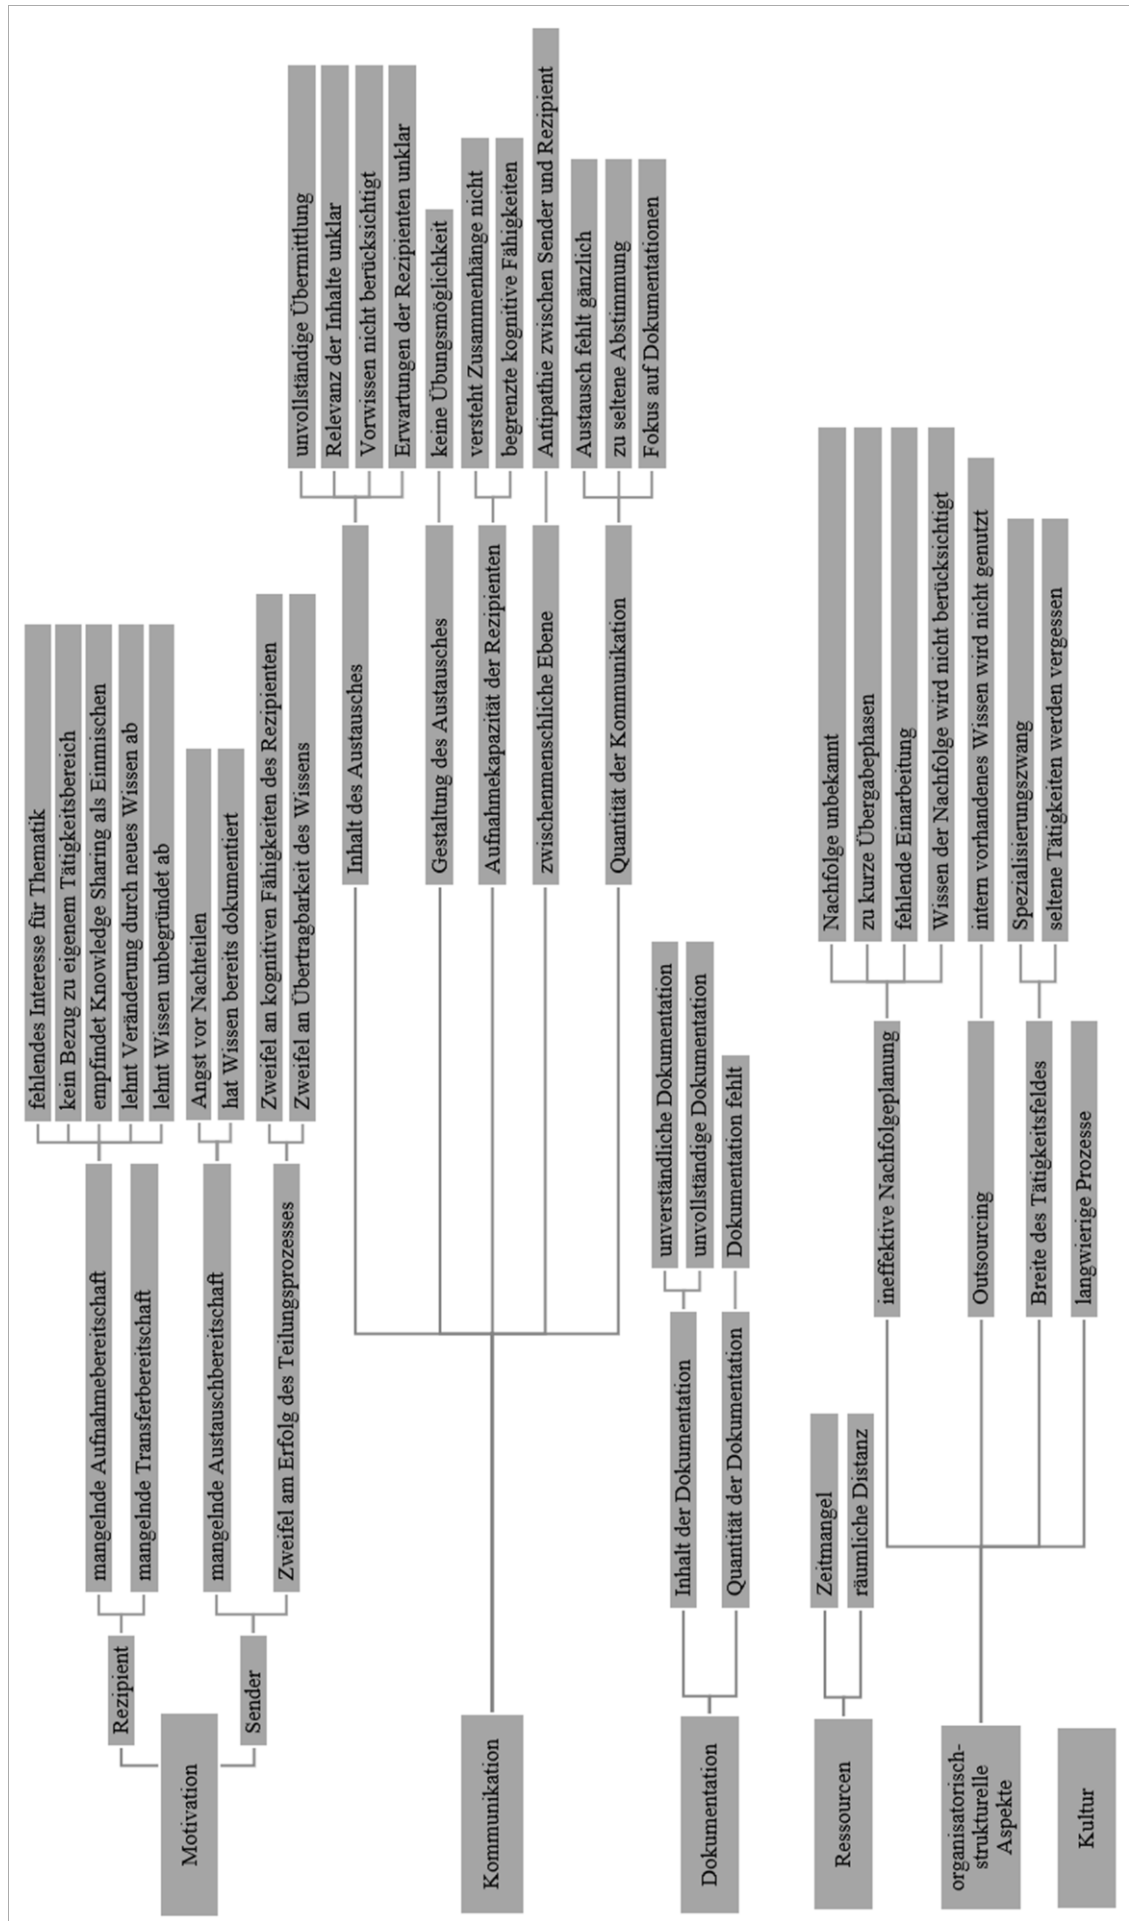 Motivation
Rezipient
mangelnde Aufnahmebereitschaft
fehlendes Interesse für Thematik
kein Bezug zu eigenem Tätigkeitsbereich
empfindet Knowledge Sharing als Einmischen
lehnt Veränderung durch neues Wissen ab
lehnt Wissen unbegründet ab
mangelnde Transferbereitschaft
Sender
mangelnde Austauschbereitschaft
Angst vor Nachteilen
hat Wissen bereits dokumentiert
Zweifel am Erfolg des Teilungsprozesses
Zweifel an kognitiven Fähigkeiten des Rezipienten
Zweifel an Übertragbarkeit des Wissens
Kommunikation
Inhalt des Austausches
unvollständige Übermittlung
Relevanz der Inhalte unklar
Vorwissen nicht berücksichtigt
Erwartungen der Rezipienten unklar
Gestaltung des Austausches
keine Übungsmöglichkeit
Aufnahmekapazität der Rezipienten
versteht Zusammenhänge nicht
begrenzte kognitive Fähigkeiten
zwischenmenschliche Ebene
Antipathie zwischen Sender und Rezipient
Quantität der Kommunikation
Austausch fehlt gänzlich
zu seltene Abstimmung
Fokus auf Dokumentationen
Dokumentation
Inhalt der Dokumentation
unverständliche Dokumentation
unvollständige Dokumentation
Quantität der Dokumentation
Dokumentation fehlt
Ressourcen
Zeitmangel
räumliche Distanz
organisatorisch-
strukturelle
Aspekte
ineffektive Nachfolgeplanung
Nachfolge unbekannt
zu kurze Übergabephasen
fehlende Einarbeitung
Wissen der Nachfolge wird nicht berücksichtigt
Outsourcing
intern vorhandenes Wissen wird nicht genutzt
Breite des Tätigkeitsfeldes
Spezialisierungszwang
seltene Tätigkeiten werden vergessen
langwierige Prozesse
Kultur